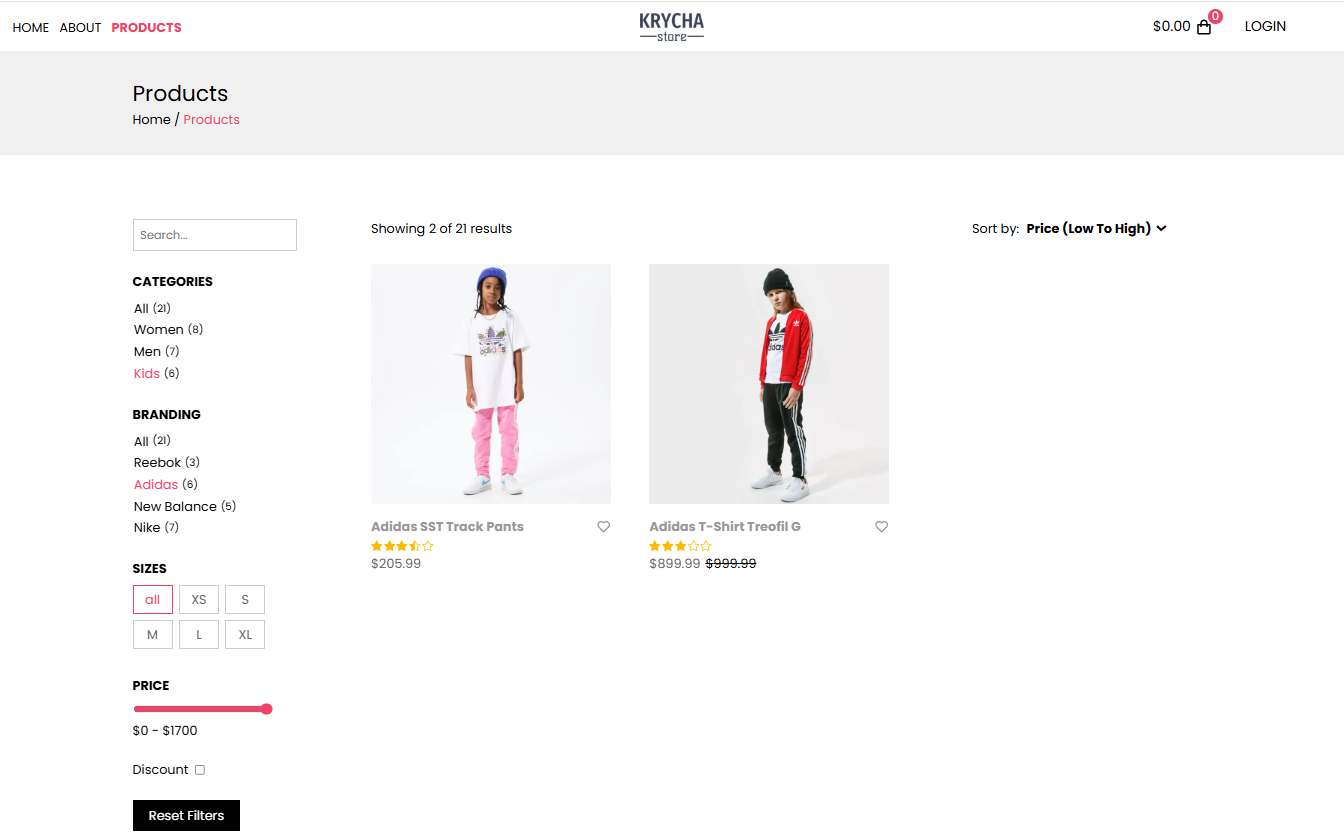 HOME ABOUT PRODUCTS
KRYCHA
store
$0.00 0 LOGIN
Products
Home / Products
Search...
CATEGORIES
All (21)
Women (8)
Men (7)
Kids (6)
BRANDING
All (21)
Reebok (3)
Adidas (6)
New Balance (5)
Nike (7)
SIZES
all XS S
M L XL
PRICE
$0 - $1700
Discount
Reset Filters
Showing 2 of 21 results
Sort by: Price (Low To High)
adidas
Adidas SST Track Pants
$205.99
adidas
Adidas T-Shirt Treofil G
$899.99 $999.99